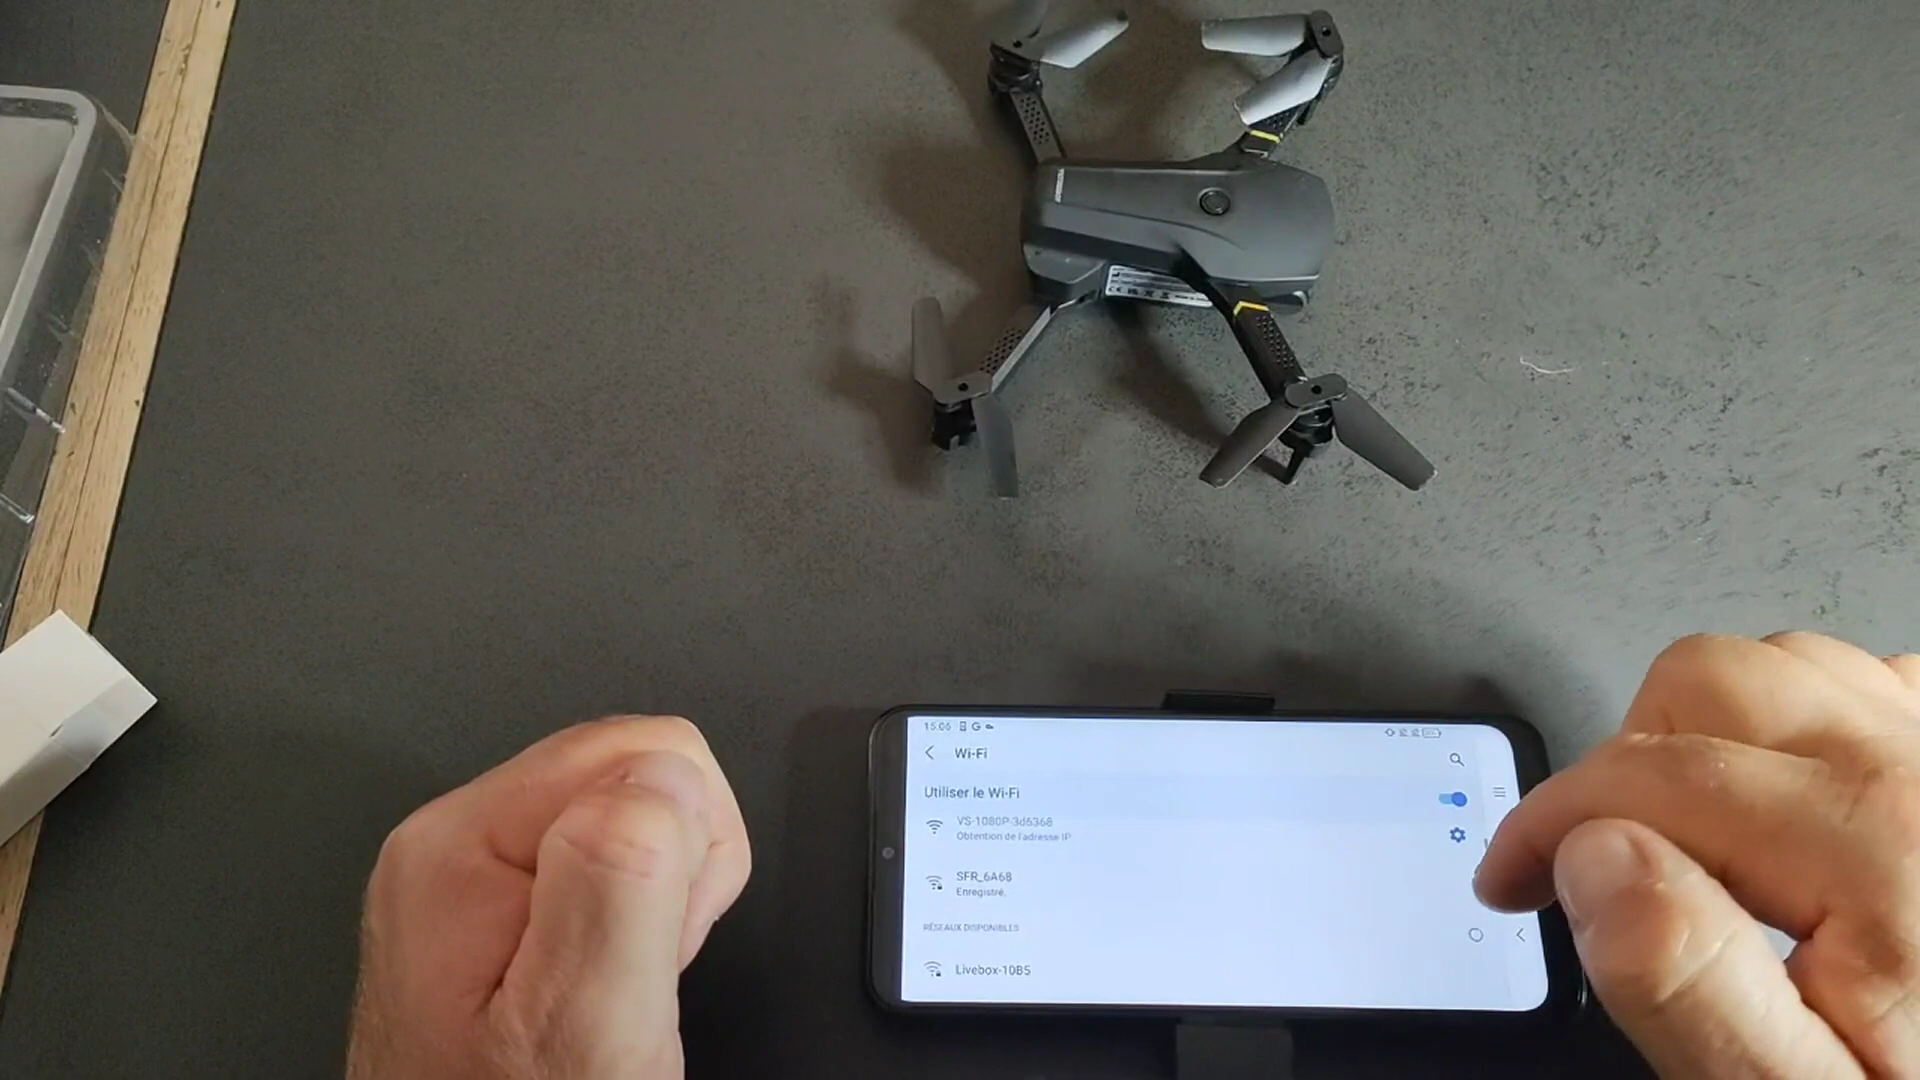 15:06
Wi-Fi
Utiliser le Wi-Fi
VS-1080P-3d6368
Obtention de l'adresse IP
SFR_6A68
Enregistré.
RÉSEAUX DISPONIBLES
Livebox-10B5